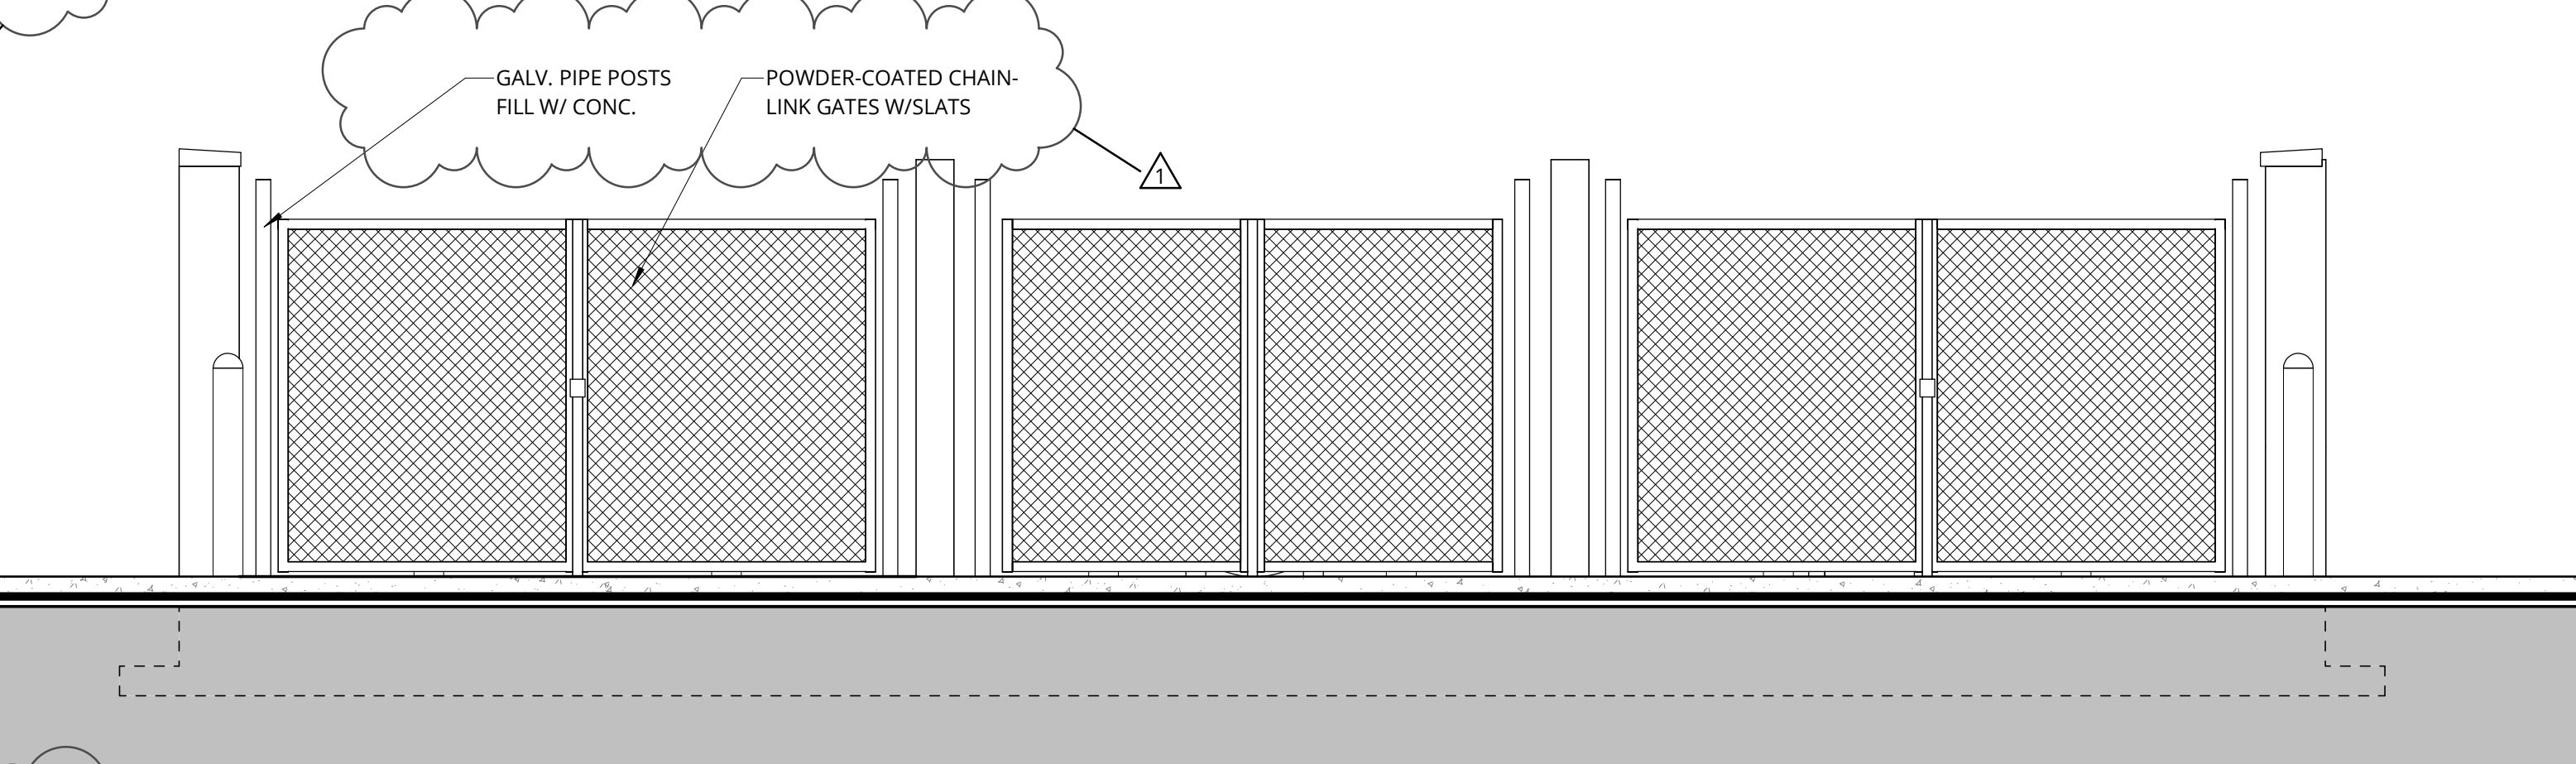 GALV. PIPE POSTS
FILL W/ CONC.
POWDER-COATED CHAIN-
LINK GATES W/SLATS
1